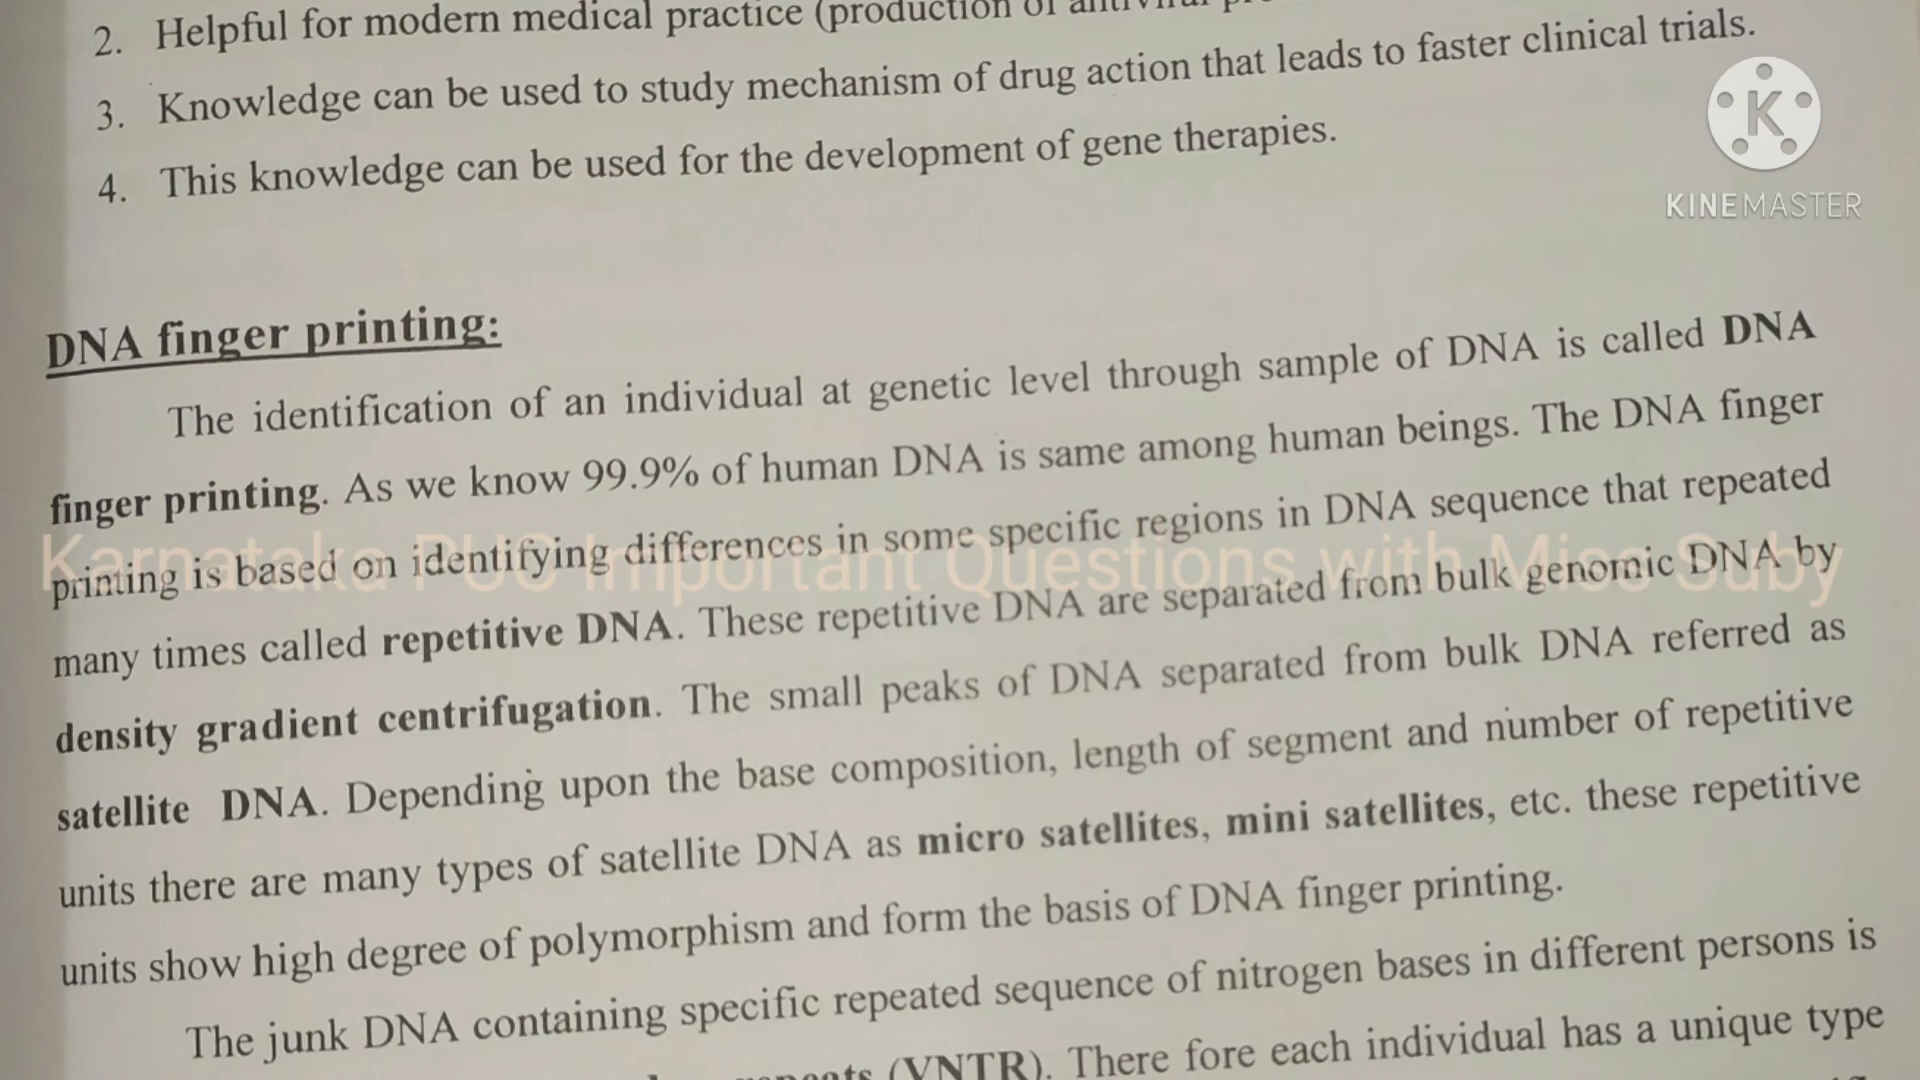 2. Helpful for modern medical practice (production of antiviral
3. Knowledge can be used to study mechanism of drug action that leads to faster clinical trials.
4. This knowledge can be used for the development of gene therapies.
K
KINEMASTER
DNA finger printing:
The identification of an individual at genetic level through sample of DNA is called DNA
finger printing. As we know 99.9% of human DNA is same among human beings. The DNA finger
printing is based on identifying differences in some specific regions in DNA sequence that repeated
Karnataka PUC Important Questions with Miss Suby
many times called repetitive DNA. These repetitive DNA are separated from bulk genomic DNA by
density gradient centrifugation. The small peaks of DNA separated from bulk DNA referred as
satellite DNA. Depending upon the base composition, length of segment and number of repetitive
units there are many types of satellite DNA as micro satellites, mini satellites, etc. these repetitive
units show high degree of polymorphism and form the basis of DNA finger printing.
The junk DNA containing specific repeated sequence of nitrogen bases in different persons is
repeats (VNTR). There fore each individual has a unique type